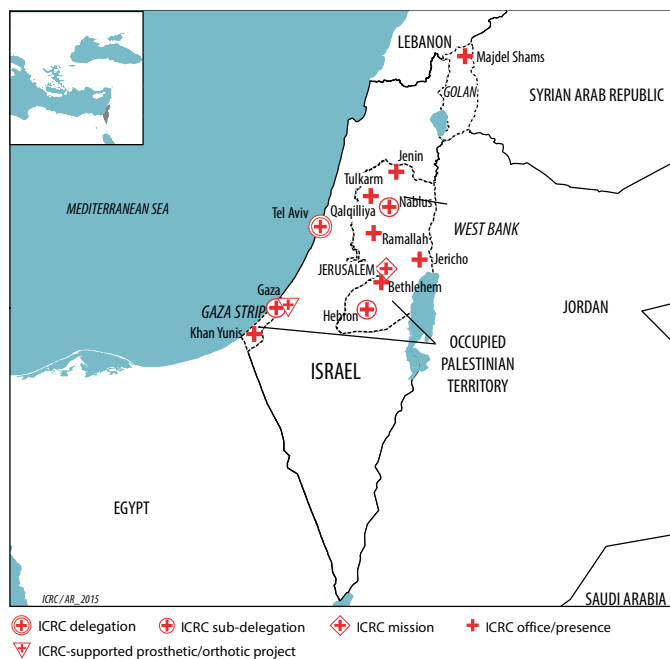 LEBANON
Majdel Shams
GOLAN
SYRIAN ARAB REPUBLIC
Jenin
Tulkarm
Nablus
MEDITERRANEAN SEA
Tel Aviv
Qalqilliya
WEST BANK
Ramallah
Jericho
JERUSALEM
Bethlehem
Gaza
GAZA STRIP
Hebron
JORDAN
Khan Yunis
OCCUPIED
PALESTINIAN
TERRITORY
ISRAEL
EGYPT
ICRC / AR_2015
SAUDI ARABIA
ICRC delegation
ICRC sub-delegation
ICRC mission
ICRC office/presence
ICRC-supported prosthetic/orthotic project